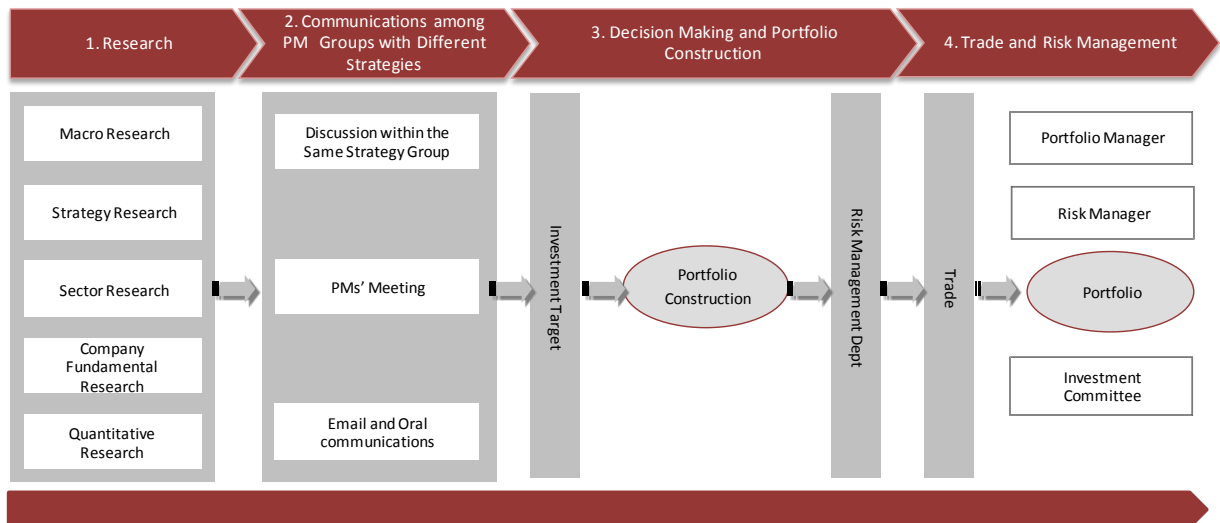 1. Research
2. Communications among
PM Groups with Different
Strategies
3. Decision Making and Portfolio
Construction
4. Trade and Risk Management
Macro Research
Strategy Research
Sector Research
Company
Fundamental
Research
Quantitative
Research
Discussion within the
Same Strategy Group
PMs' Meeting
Email and Oral
communications
Investment Target
Portfolio
Construction
Risk Management Dept
Trade
Portfolio Manager
Risk Manager
Portfolio
Investment
Committee